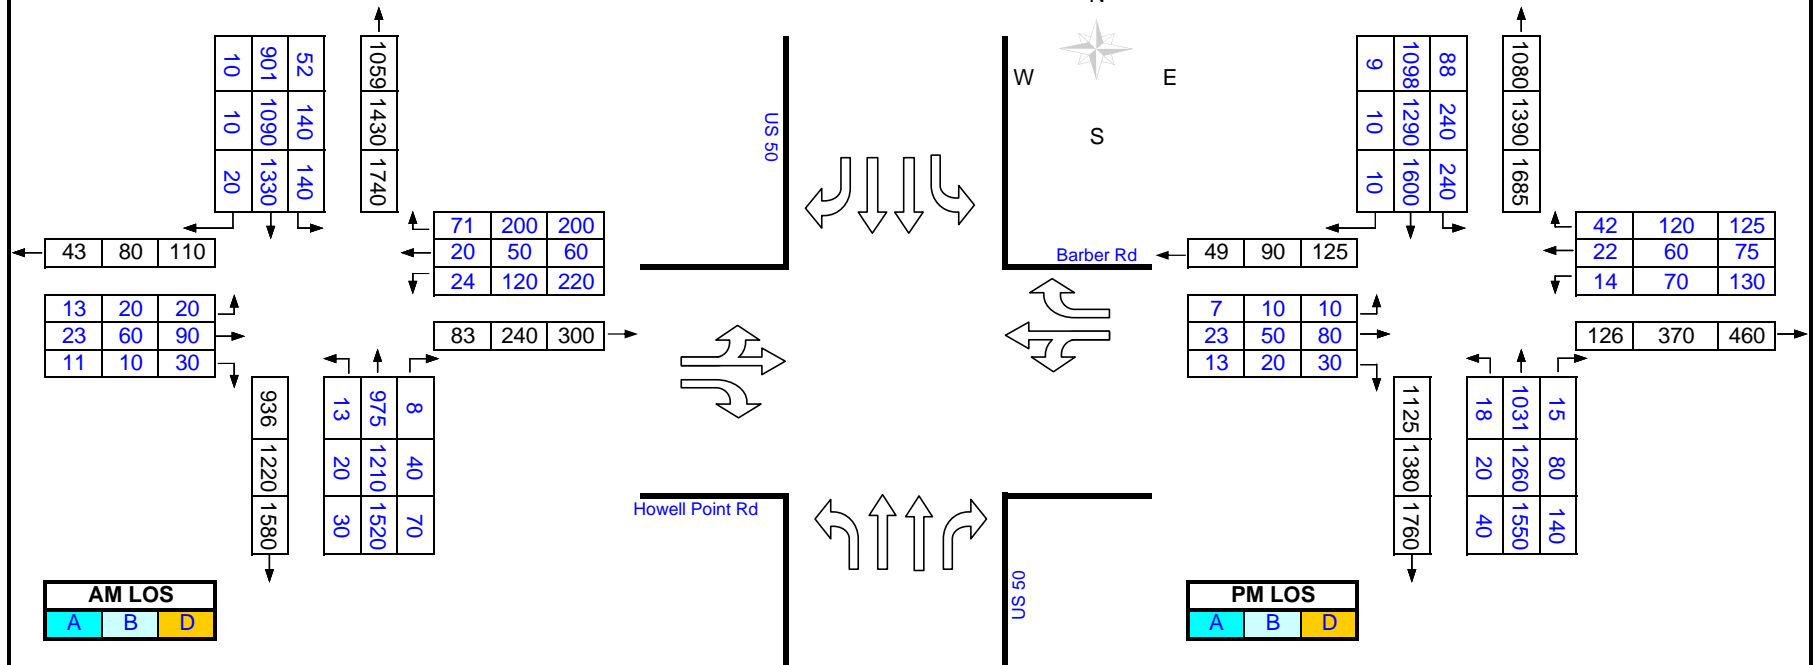 N
W E
S
US 50
Barber Rd
Howell Point Rd
US 50
10 901 52
10 1090 140
20 1330 140
1059 1430 1740
43 80 110
71 200 200
20 50 60
24 120 220
13 20 20
23 60 90
11 10 30
83 240 300
936 1220 1580
13 975 8
20 1210 40
30 1520 70
AM LOS
A B D
9 1098 88
10 1290 240
10 1600 240
1080 1390 1685
49 90 125
42 120 125
22 60 75
14 70 130
7 10 10
23 50 80
13 20 30
126 370 460
1125 1380 1760
18 1031 15
20 1260 80
40 1550 140
PM LOS
A B D